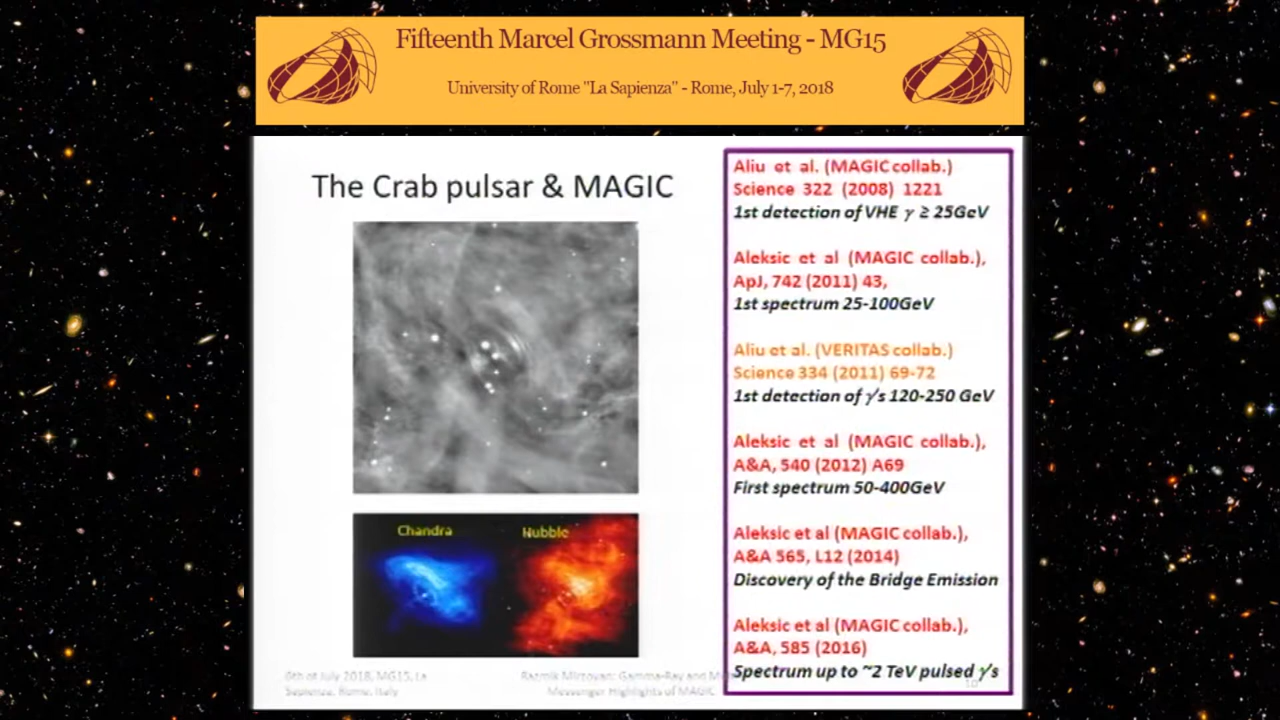 Fifteenth Marcel Grossmann Meeting - MG15
University of Rome "La Sapienza" - Rome, July 1-7, 2018
The Crab pulsar & MAGIC
Chandra
Hubble
Aliu et al. (MAGIC collab.)
Science 322 (2008) 1221
1st detection of VHE γ ≥ 25GeV
Aleksic et al (MAGIC collab.),
ApJ, 742 (2011) 43,
1st spectrum 25-100GeV
Aliu et al. (VERITAS collab.)
Science 334 (2011) 69-72
1st detection of γ's 120-250 GeV
Aleksic et al (MAGIC collab.),
A&A, 540 (2012) A69
First spectrum 50-400GeV
Aleksic et al (MAGIC collab.),
A&A 565, L12 (2014)
Discovery of the Bridge Emission
Aleksic et al (MAGIC collab.),
A&A, 585 (2016)
Spectrum up to ~2 TeV pulsed γ's
6th of July 2018, MG15, La
Sapienza, Rome, Italy
Razmik Mirzoyan: Gamma-Ray and
Messenger Highlights of MAGIC
10